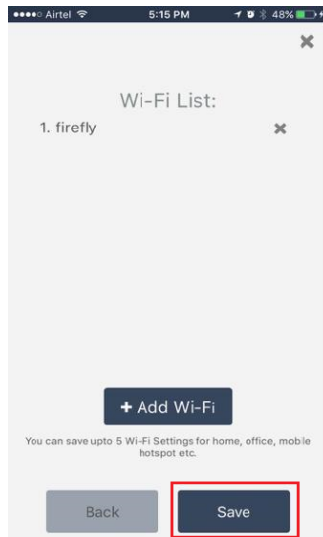 Airtel 5:15 PM 48%
Wi-Fi List:
1. firefly
+ Add Wi-Fi
You can save upto 5 Wi-Fi Settings for home, office, mobile
hotspot etc.
Back Save